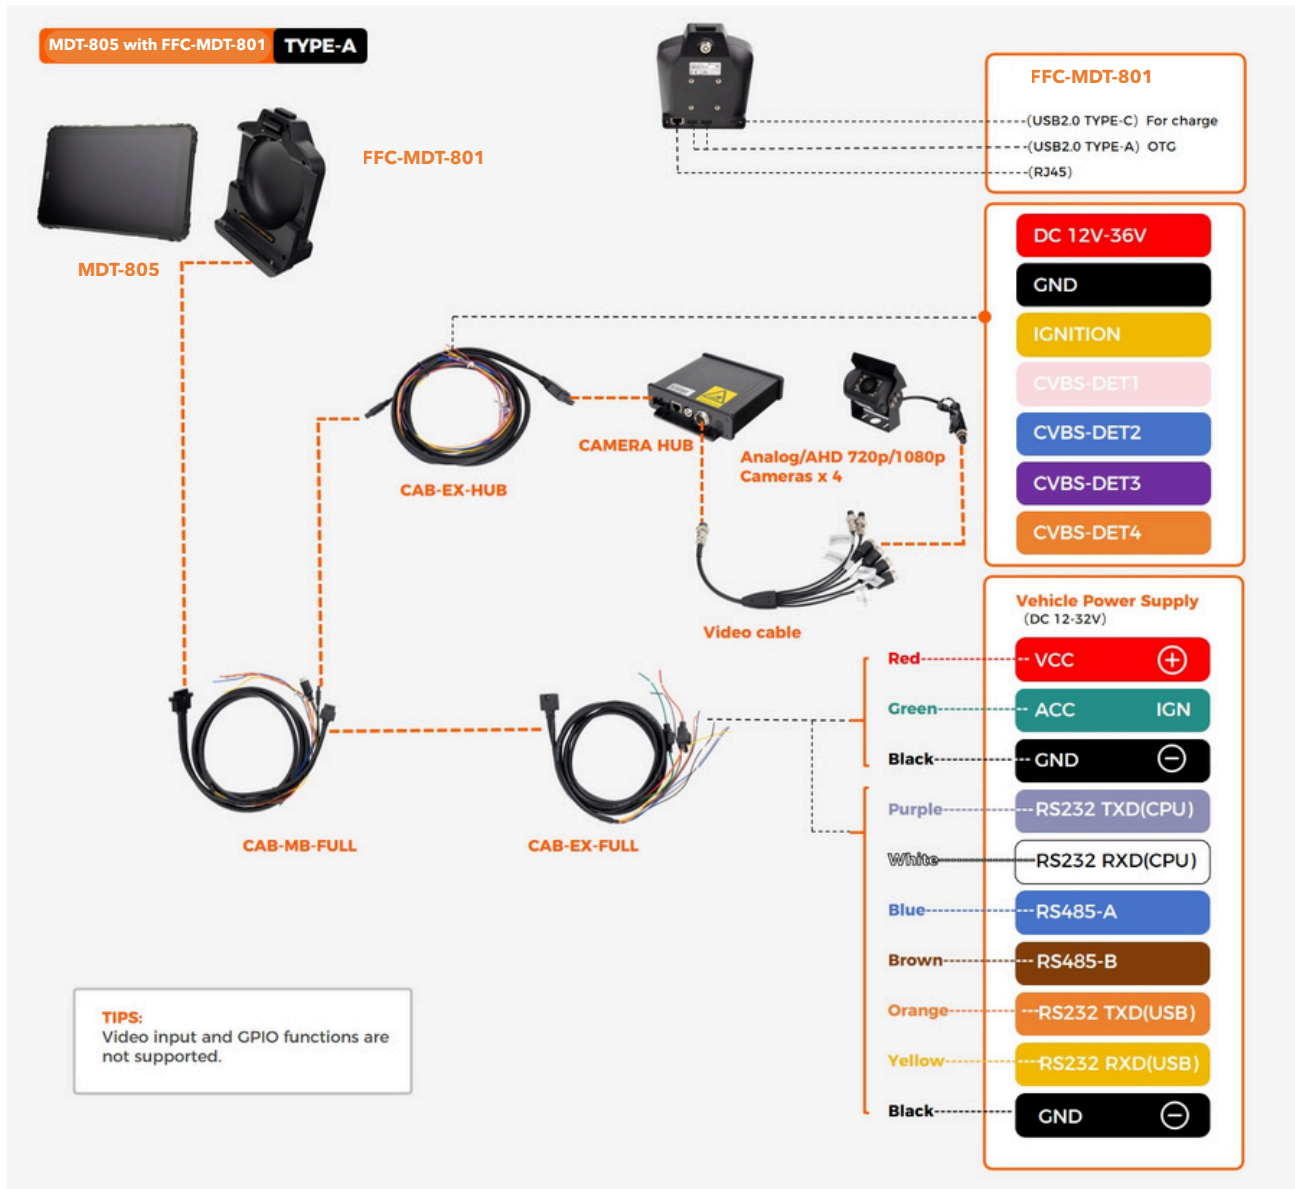 MDT-805 with FFC-MDT-801 TYPE-A
FFC-MDT-801
MDT-805
FFC-MDT-801
(USB2.0 TYPE-C) For charge
(USB2.0 TYPE-A) OTG
(RJ45)
DC 12V-36V
GND
IGNITION
CVBS-DET1
CVBS-DET2
CVBS-DET3
CVBS-DET4
CAB-EX-HUB
CAMERA HUB
Analog/AHD 720p/1080p
Cameras x 4
Video cable
CAB-MB-FULL
CAB-EX-FULL
Vehicle Power Supply
(DC 12-32V)
Red VCC
Green ACC IGN
Black GND
Purple RS232 TXD(CPU)
White RS232 RXD(CPU)
Blue RS485-A
Brown RS485-B
Orange RS232 TXD(USB)
Yellow RS232 RXD(USB)
Black GND
TIPS:
Video input and GPIO functions are
not supported.